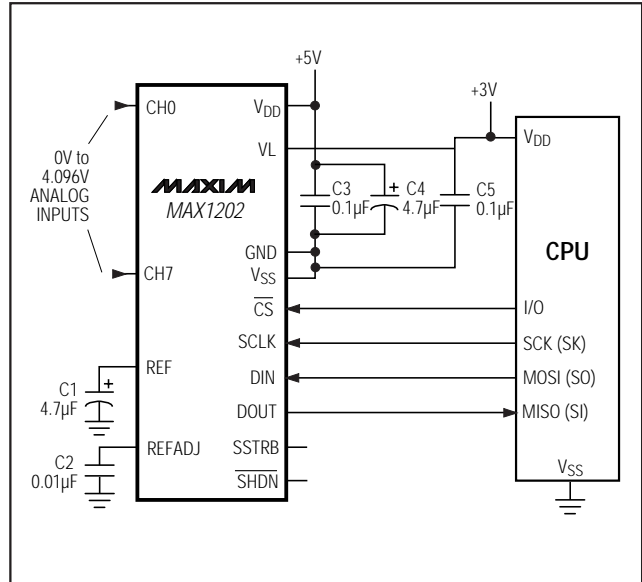 +5V
+3V
CH0
VDD
VL
VDD
0V to
4.096V
ANALOG
INPUTS
MAXIM
MAX1202
C3
0.1µF
+
C4
4.7µF
C5
0.1µF
CPU
GND
VSS
CH7
CS
I/O
SCLK
SCK (SK)
REF
DIN
MOSI (SO)
C1
4.7µF
+
DOUT
MISO (SI)
REFADJ
SSTRB
C2
0.01µF
SHDN
VSS